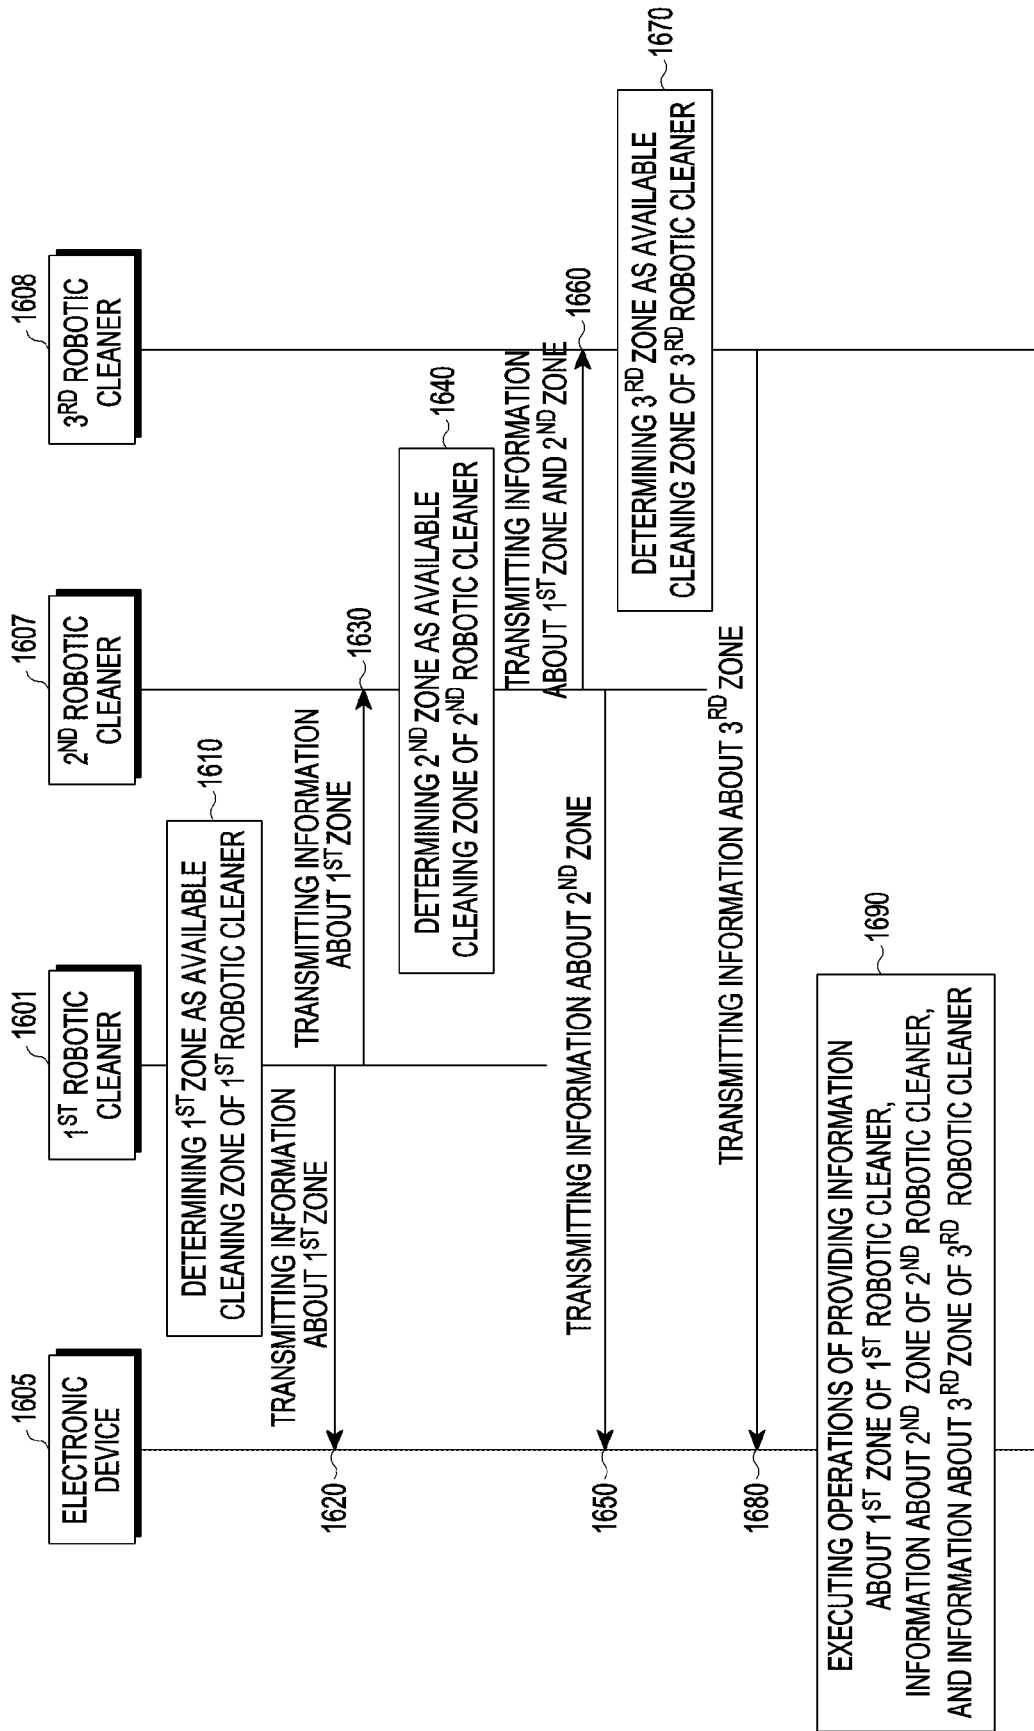 1605
ELECTRONIC
DEVICE
1601
1ST ROBOTIC
CLEANER
1607
2ND ROBOTIC
CLEANER
1608
3RD ROBOTIC
CLEANER
1610
DETERMINING 1ST ZONE AS AVAILABLE
CLEANING ZONE OF 1ST ROBOTIC CLEANER
TRANSMITTING INFORMATION
ABOUT 1ST ZONE
1620
TRANSMITTING INFORMATION
ABOUT 1ST ZONE
1630
1640
DETERMINING 2ND ZONE AS AVAILABLE
CLEANING ZONE OF 2ND ROBOTIC CLEANER
TRANSMITTING INFORMATION
ABOUT 1ST ZONE AND 2ND ZONE
1660
TRANSMITTING INFORMATION ABOUT 2ND ZONE
1650
1670
DETERMINING 3RD ZONE AS AVAILABLE
CLEANING ZONE OF 3RD ROBOTIC CLEANER
TRANSMITTING INFORMATION ABOUT 3RD ZONE
1680
1690
EXECUTING OPERATIONS OF PROVIDING INFORMATION
ABOUT 1ST ZONE OF 1ST ROBOTIC CLEANER,
INFORMATION ABOUT 2ND ZONE OF 2ND ROBOTIC CLEANER,
AND INFORMATION ABOUT 3RD ZONE OF 3RD ROBOTIC CLEANER